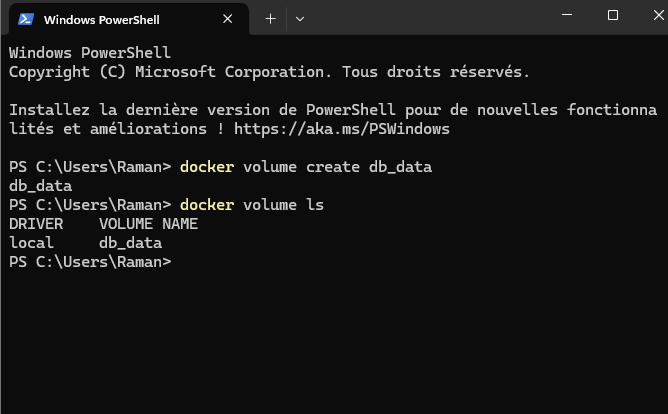 Windows PowerShell
Windows PowerShell
Copyright (C) Microsoft Corporation. Tous droits réservés.
Installez la dernière version de PowerShell pour de nouvelles fonctionna
lités et améliorations ! https://aka.ms/PSWindows
PS C:\Users\Raman> docker volume create db_data
db_data
PS C:\Users\Raman> docker volume ls
DRIVER    VOLUME NAME
local     db_data
PS C:\Users\Raman>